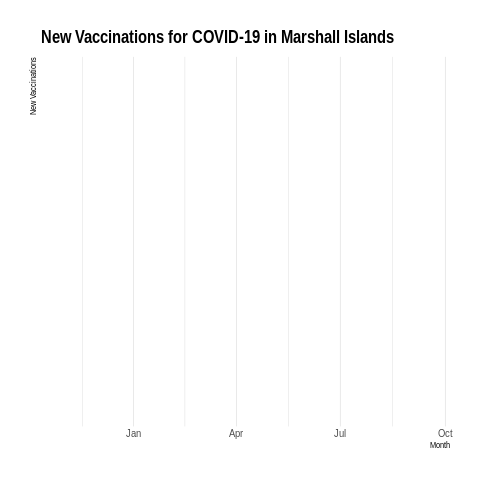 New Vaccinations for COVID-19 in Marshall Islands
New Vaccinations
Jan Apr Jul Oct
Month